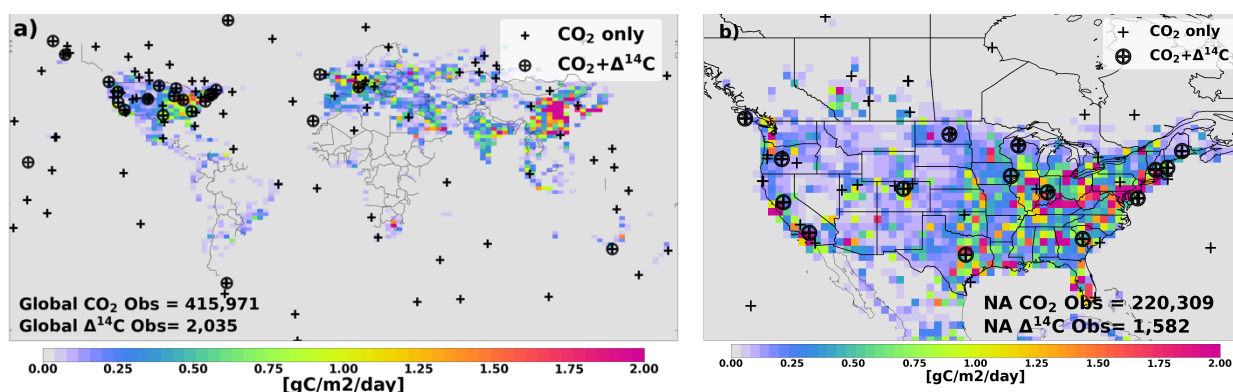 a)
CO₂ only
CO₂+Δ¹⁴C
Global CO₂ Obs = 415,971
Global Δ¹⁴C Obs= 2,035
0.00 0.25 0.50 0.75 1.00 1.25 1.50 1.75 2.00
[gC/m2/day]
b)
CO₂ only
CO₂+Δ¹⁴C
NA CO₂ Obs = 220,309
NA Δ¹⁴C Obs= 1,582
0.00 0.25 0.50 0.75 1.00 1.25 1.50 1.75 2.00
[gC/m2/day]